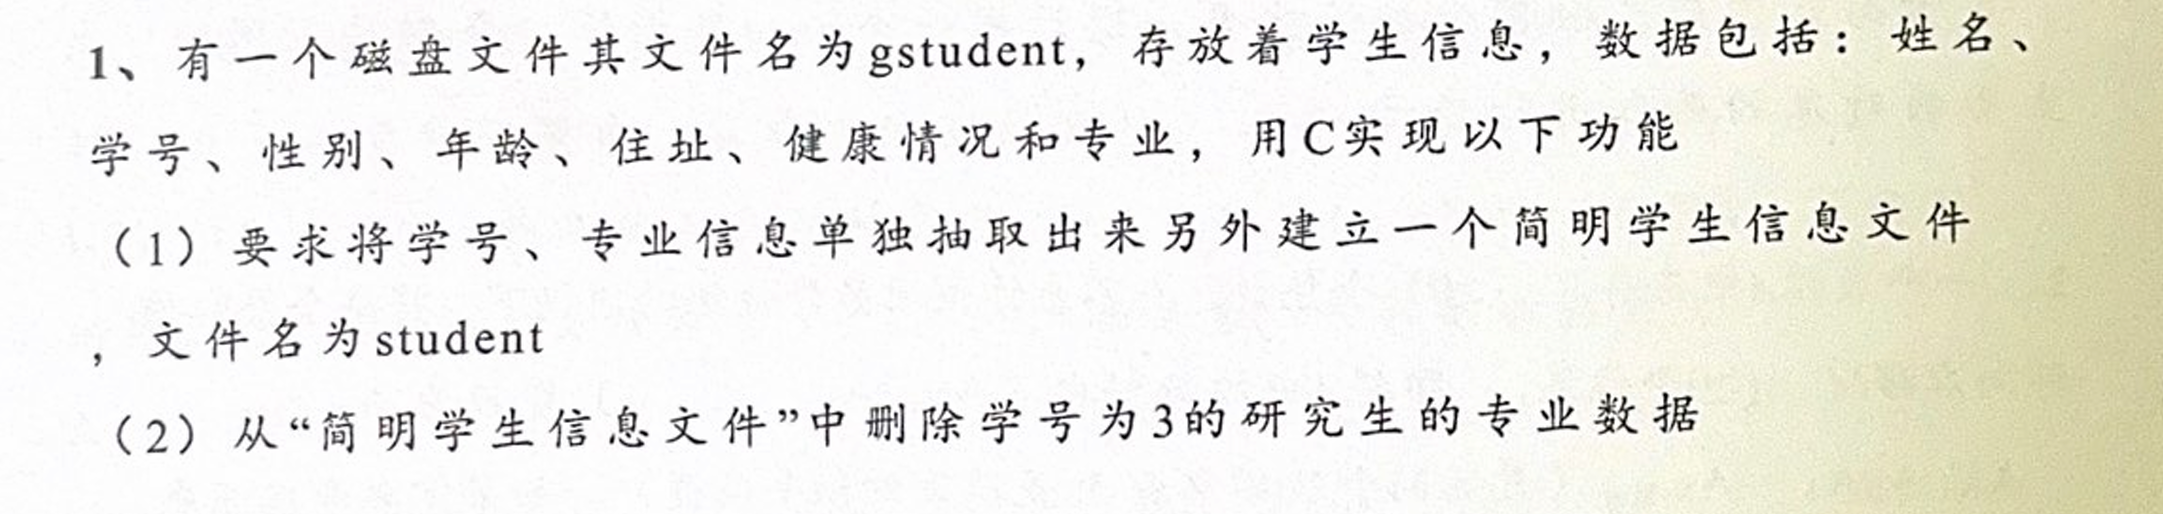 1、有一个磁盘文件其文件名为gstudent，存放着学生信息，数据包括：姓名、
学号、性别、年龄、住址、健康情况和专业，用C实现以下功能
（1）要求将学号、专业信息单独抽取出来另外建立一个简明学生信息文件
，文件名为student
（2）从“简明学生信息文件”中删除学号为3的研究生的专业数据